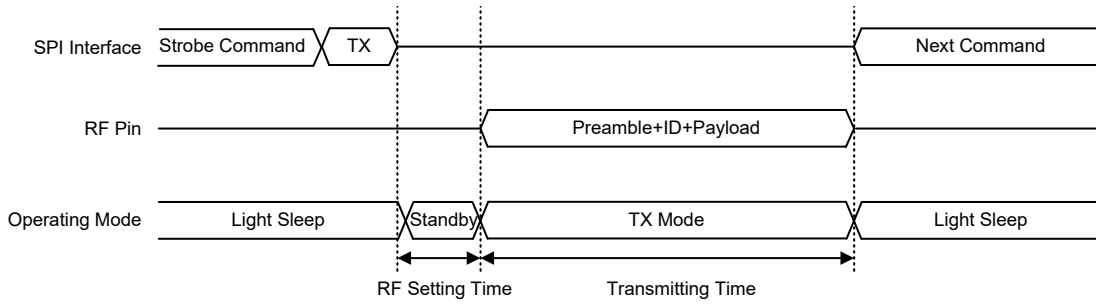 SPI Interface
Strobe Command
TX
Next Command
RF Pin
Preamble+ID+Payload
Operating Mode
Light Sleep
Standby
TX Mode
Light Sleep
RF Setting Time
Transmitting Time